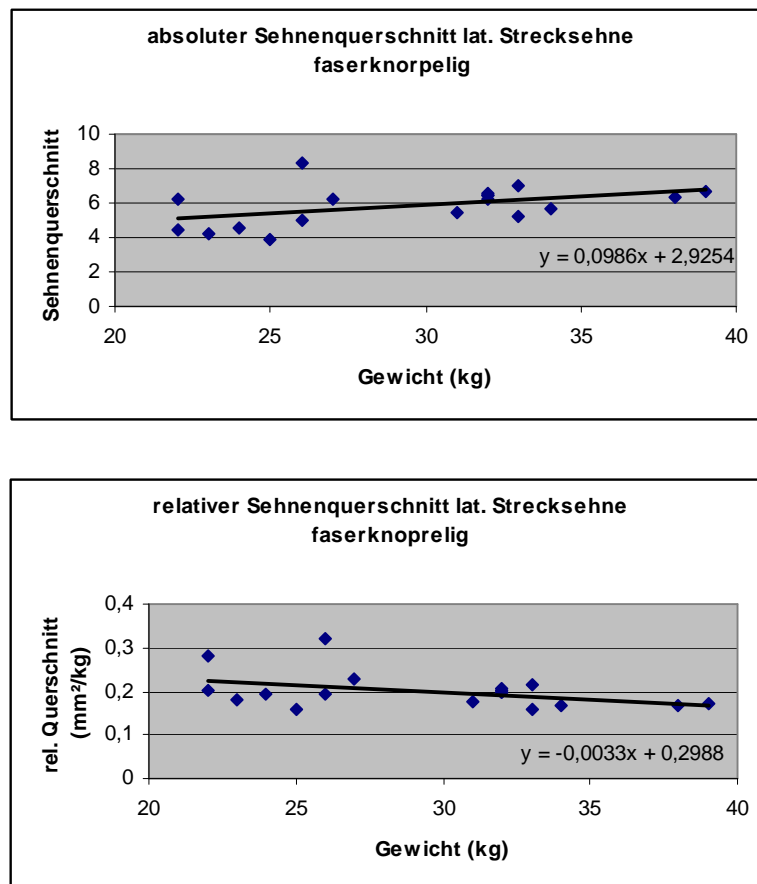 absoluter Sehnenquerschnitt lat. Strecksehne
faserknorpelig
Sehnenquerschnitt
10
8
6
4
2
0
y = 0,0986x + 2,9254
20 25 30 35 40
Gewicht (kg)
relativer Sehnenquerschnitt lat. Strecksehne
faserknoprelig
rel. Querschnitt
(mm²/kg)
0,4
0,3
0,2
0,1
0
y = -0,0033x + 0,2988
20 25 30 35 40
Gewicht (kg)